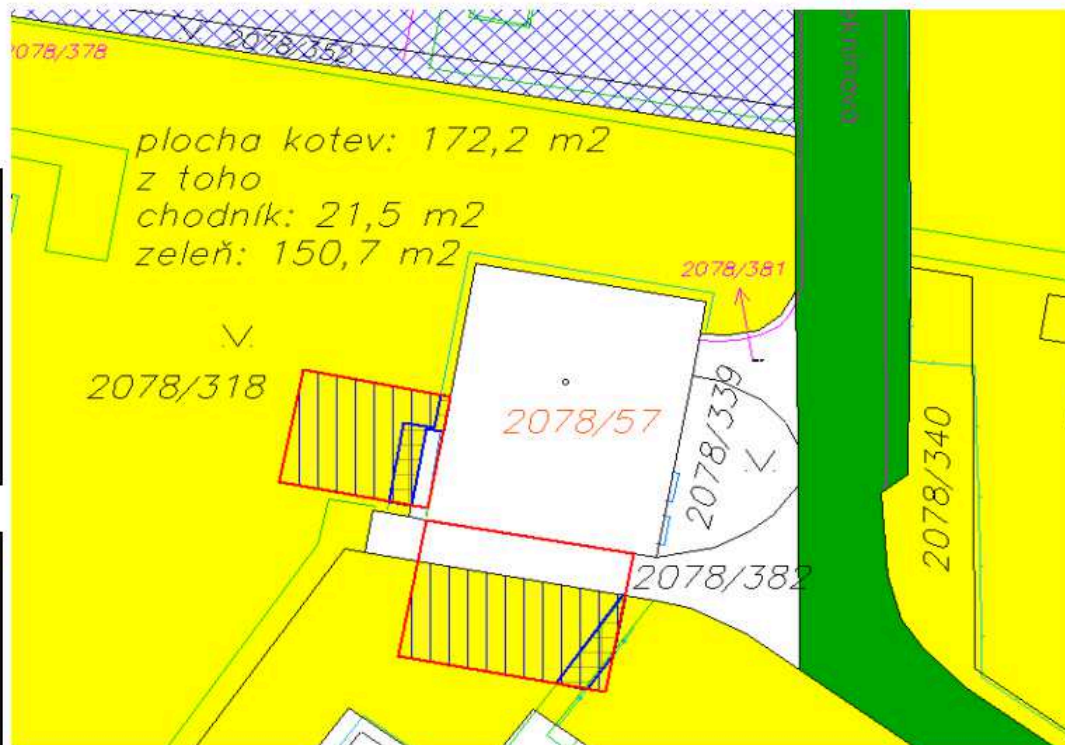 2078/378
2078/352
plocha kotev: 172,2 m2
z toho
chodník: 21,5 m2
zeleň: 150,7 m2
2078/381
2078/318
2078/57
2078/339
2078/340
2078/382